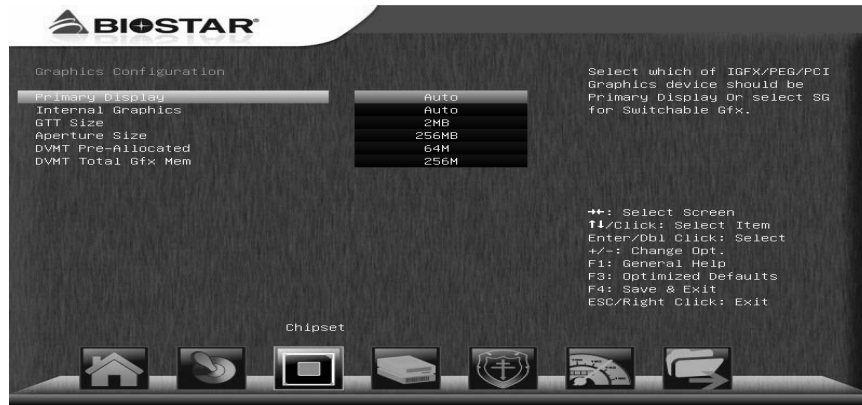 BIOSTAR®
Graphics Configuration
Primary Display Auto
Internal Graphics Auto
GTT Size 2MB
Aperture Size 256MB
DVMT Pre-Allocated 64M
DVMT Total Gfx Mem 256M
Select which of IGFX/PEG/PCI
Graphics device should be
Primary Display Or select SG
for Switchable Gfx.
→←: Select Screen
↑↓/Click: Select Item
Enter/Dbl Click: Select
+/-: Change Opt.
F1: General Help
F3: Optimized Defaults
F4: Save & Exit
ESC/Right Click: Exit
Chipset